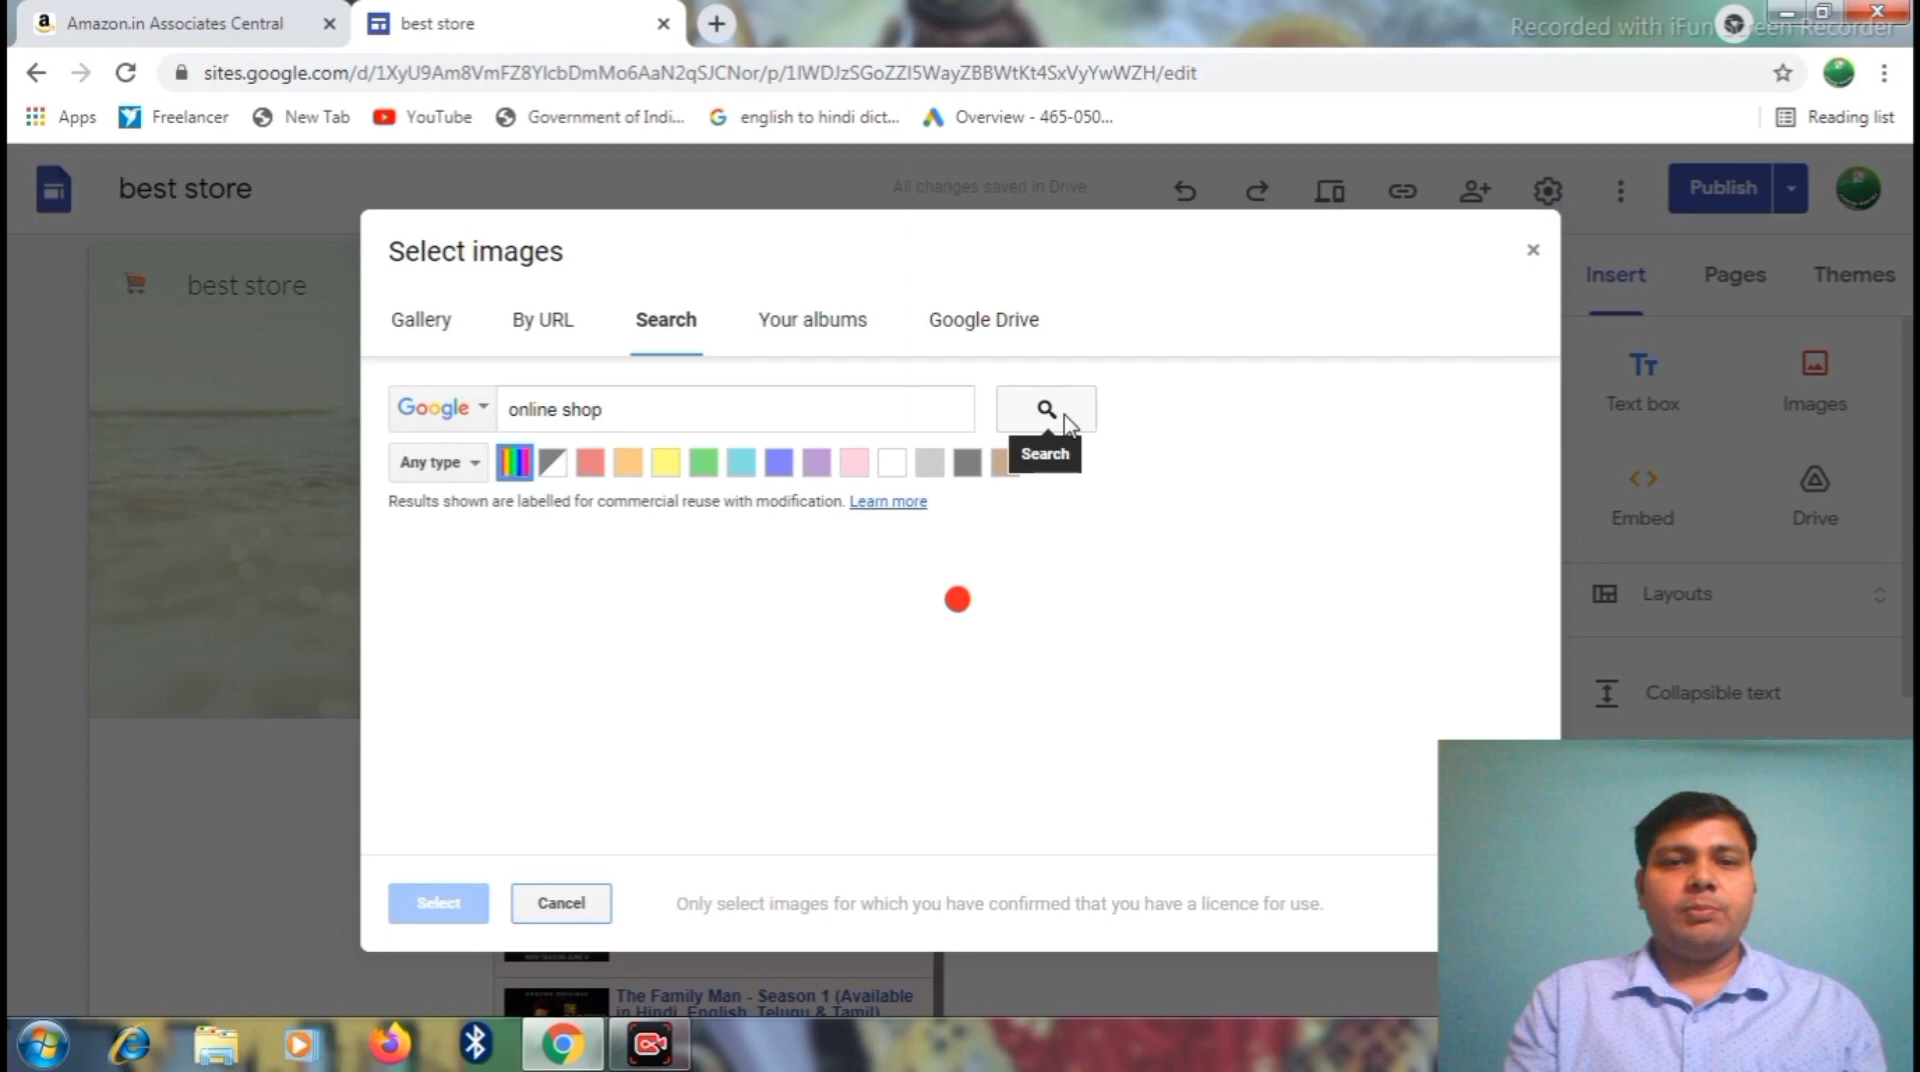 Amazon.in Associates Central
best store
Recorded with iFun Screen Recorder
sites.google.com/d/1XyU9Am8VmFZ8YIcbDmMo6AaN2qSJCNor/p/1IWDJzSGoZZI5WayZBBWtKt4SxVyYwWZH/edit
Apps
Freelancer
New Tab
YouTube
Government of Indi...
english to hindi dict...
Overview - 465-050...
Reading list
best store
All changes saved in Drive
Publish
best store
Select images
Insert
Pages
Themes
Gallery
By URL
Search
Your albums
Google Drive
Google
online shop
Text box
Images
Any type
Search
Results shown are labelled for commercial reuse with modification. Learn more
Embed
Drive
Layouts
Collapsible text
Select
Cancel
Only select images for which you have confirmed that you have a licence for use.
The Family Man - Season 1 (Available
in Hindi, English, Telugu & Tamil)